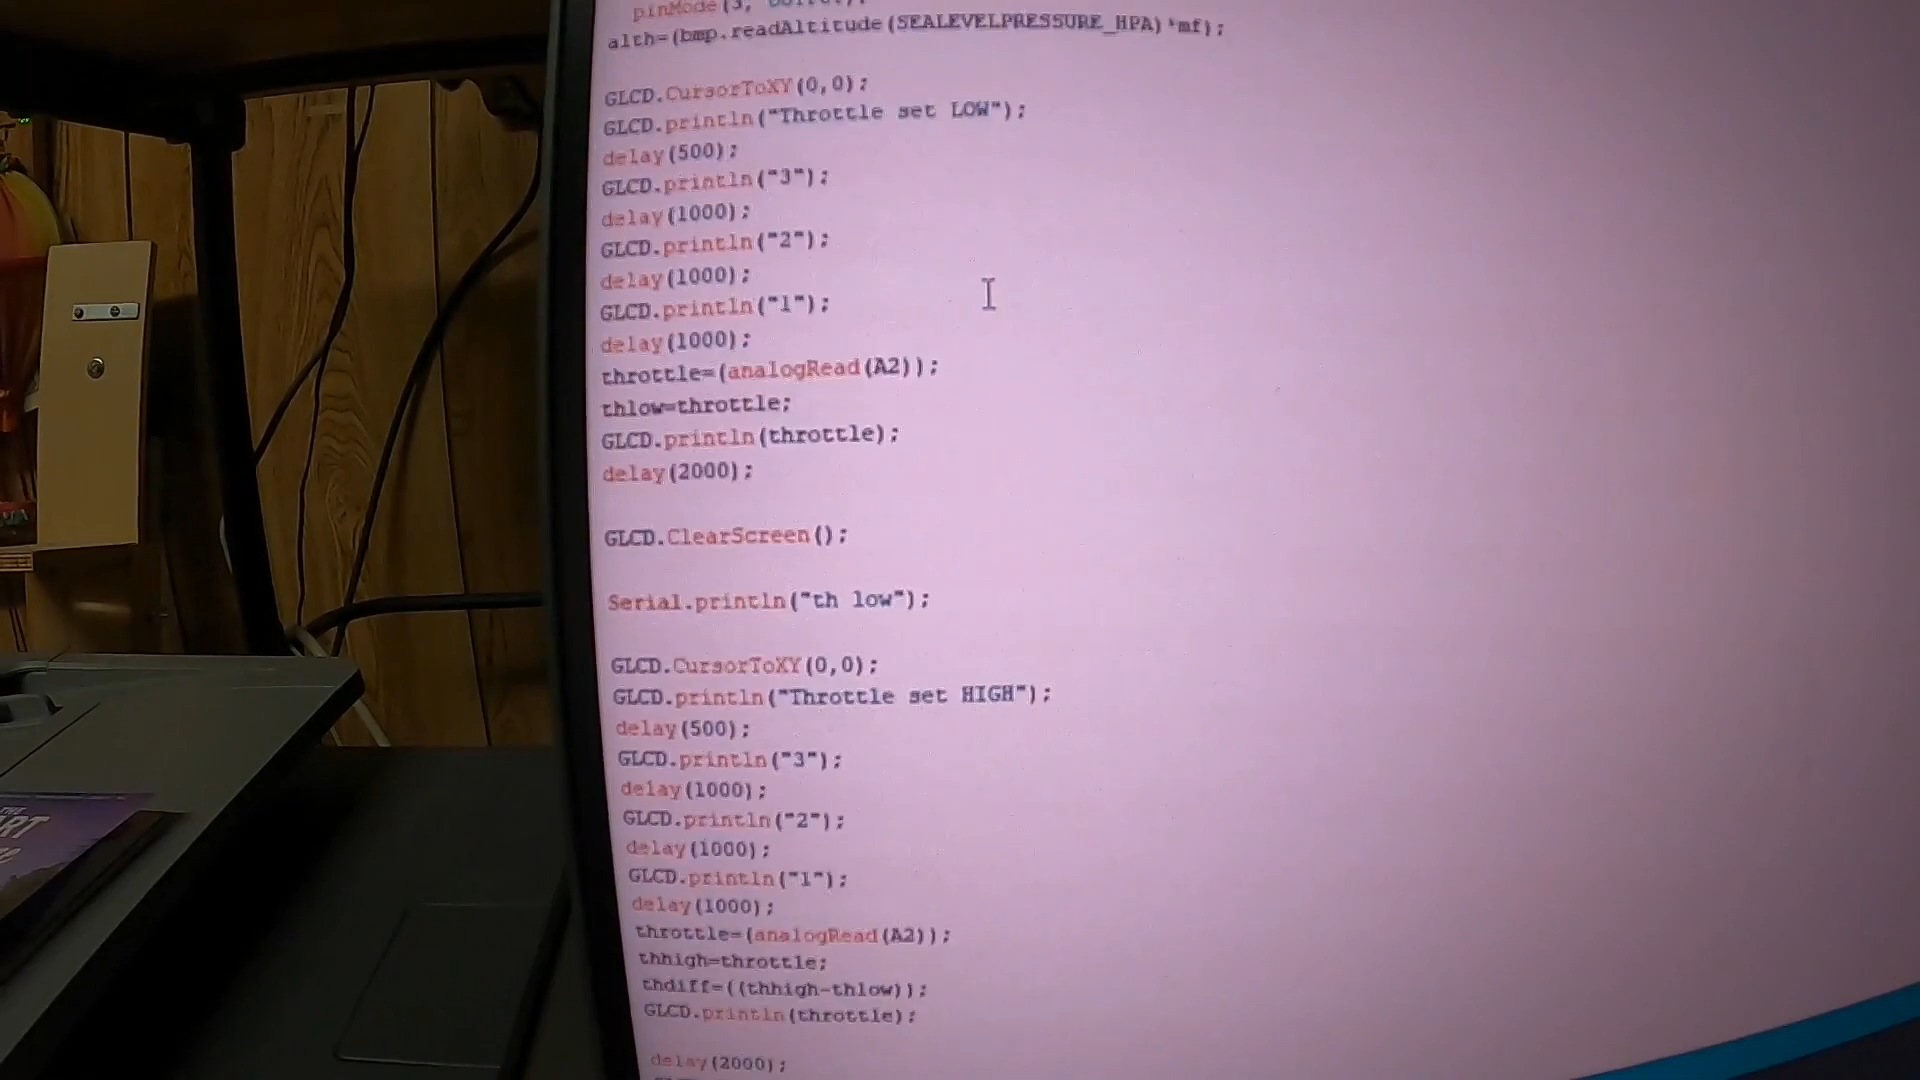 pinMode(3,
alth=(bmp.readAltitude(SEALEVELPRESSURE_HPA)*mf);
GLCD.CursorToXY(0,0);
GLCD.println("Throttle set LOW");
delay(500);
GLCD.println("3");
delay(1000);
GLCD.println("2");
delay(1000);
GLCD.println("1");
delay(1000);
throttle=(analogRead(A2));
thlow=throttle;
GLCD.println(throttle);
delay(2000);
GLCD.ClearScreen();
Serial.println("th low");
GLCD.CursorToXY(0,0);
GLCD.println("Throttle set HIGH");
delay(500);
GLCD.println("3");
delay(1000);
GLCD.println("2");
delay(1000);
GLCD.println("1");
delay(1000);
throttle=(analogRead(A2));
thhigh=throttle;
thdiff=((thhigh-thlow));
GLCD.println(throttle);
delay(2000);
THE